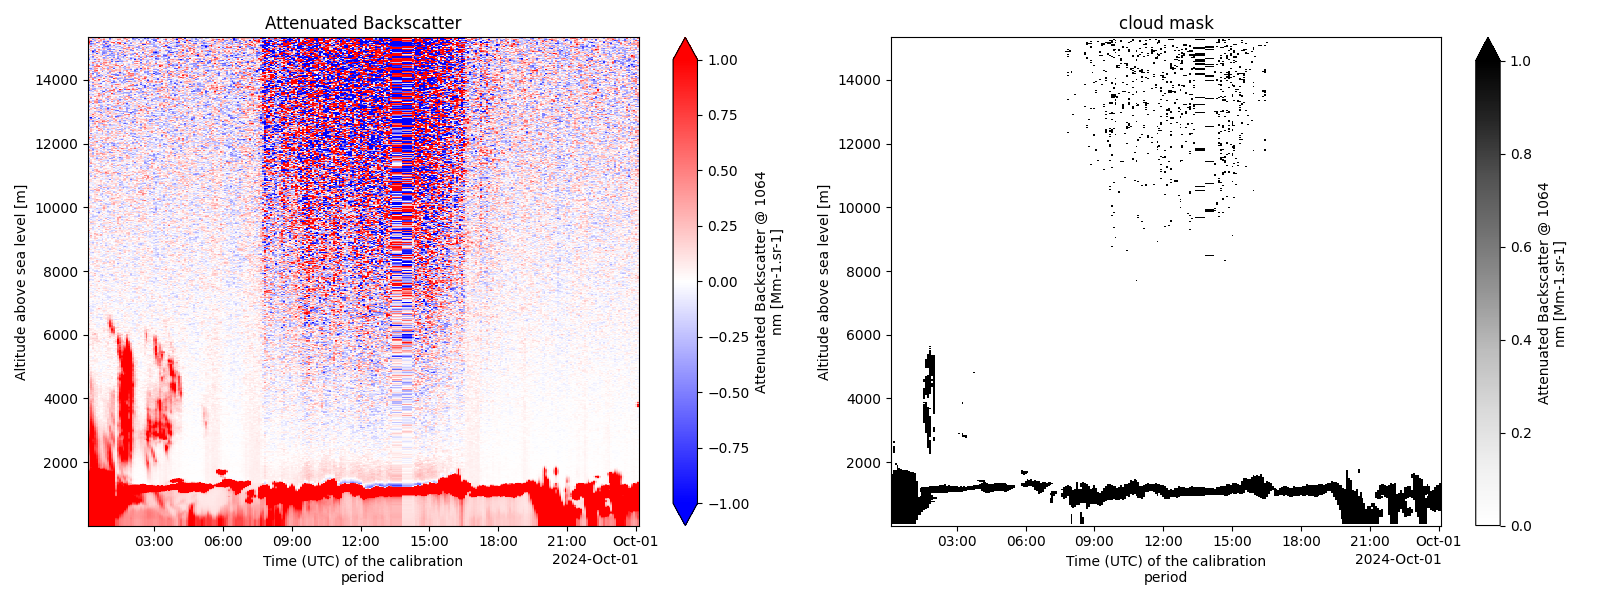 Attenuated Backscatter
Altitude above sea level [m]
14000
12000
10000
8000
6000
4000
2000
03:00 06:00 09:00 12:00 15:00 18:00 21:00 Oct-01
2024-Oct-01
Time (UTC) of the calibration
period
1.00
0.75
0.50
0.25
0.00
−0.25
−0.50
−0.75
−1.00
Attenuated Backscatter @ 1064
nm [Mm-1.sr-1]
cloud mask
Altitude above sea level [m]
14000
12000
10000
8000
6000
4000
2000
03:00 06:00 09:00 12:00 15:00 18:00 21:00 Oct-01
2024-Oct-01
Time (UTC) of the calibration
period
1.0
0.8
0.6
0.4
0.2
0.0
Attenuated Backscatter @ 1064
nm [Mm-1.sr-1]